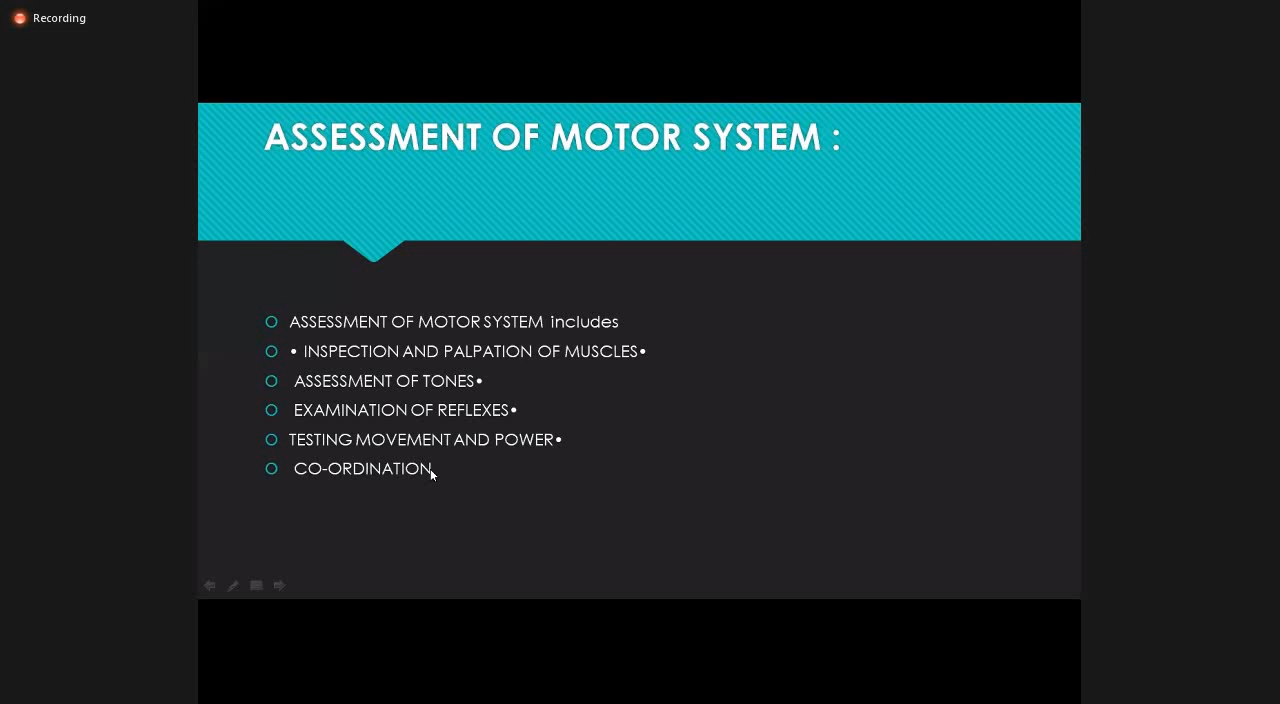 Recording
ASSESSMENT OF MOTOR SYSTEM :
ASSESSMENT OF MOTOR SYSTEM includes
• INSPECTION AND PALPATION OF MUSCLES•
ASSESSMENT OF TONES•
EXAMINATION OF REFLEXES•
TESTING MOVEMENT AND POWER•
CO-ORDINATION